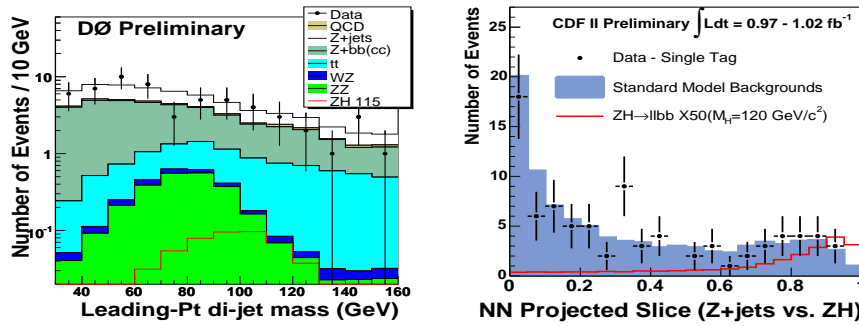 DØ Preliminary
Data
QCD
Z+jets
Z+bb(cc)
tt
WZ
ZZ
ZH 115
Number of Events / 10 GeV
10
1
10⁻¹
40 60 80 100 120 140 160
Leading-Pt di-jet mass (GeV)
CDF II Preliminary ∫Ldt = 0.97 - 1.02 fb⁻¹
Data - Single Tag
Standard Model Backgrounds
ZH→llbb X50(M_H=120 GeV/c²)
Number of Events
25
20
15
10
5
0
0 0.2 0.4 0.6 0.8 1
NN Projected Slice (Z+jets vs. ZH)